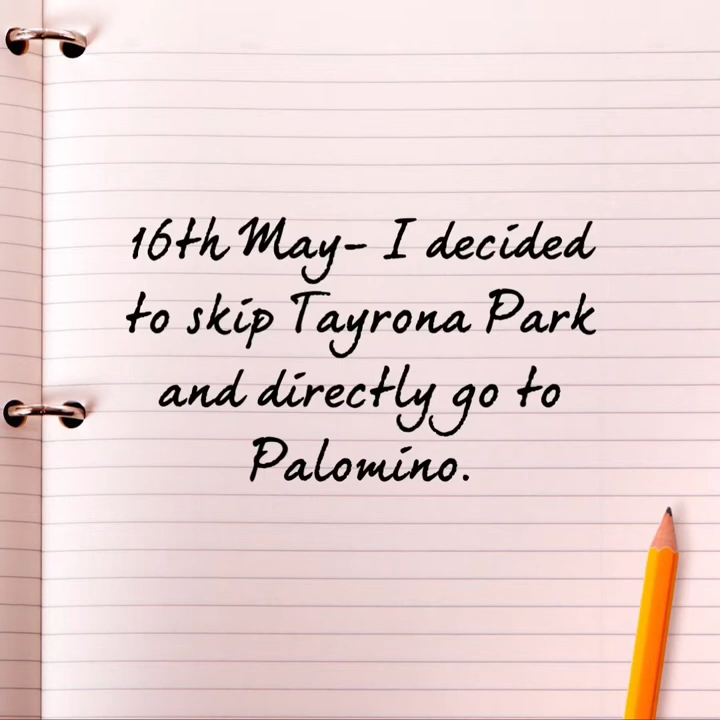 16th May- I decided
to skip Tayrona Park
and directly go to
Palomino.